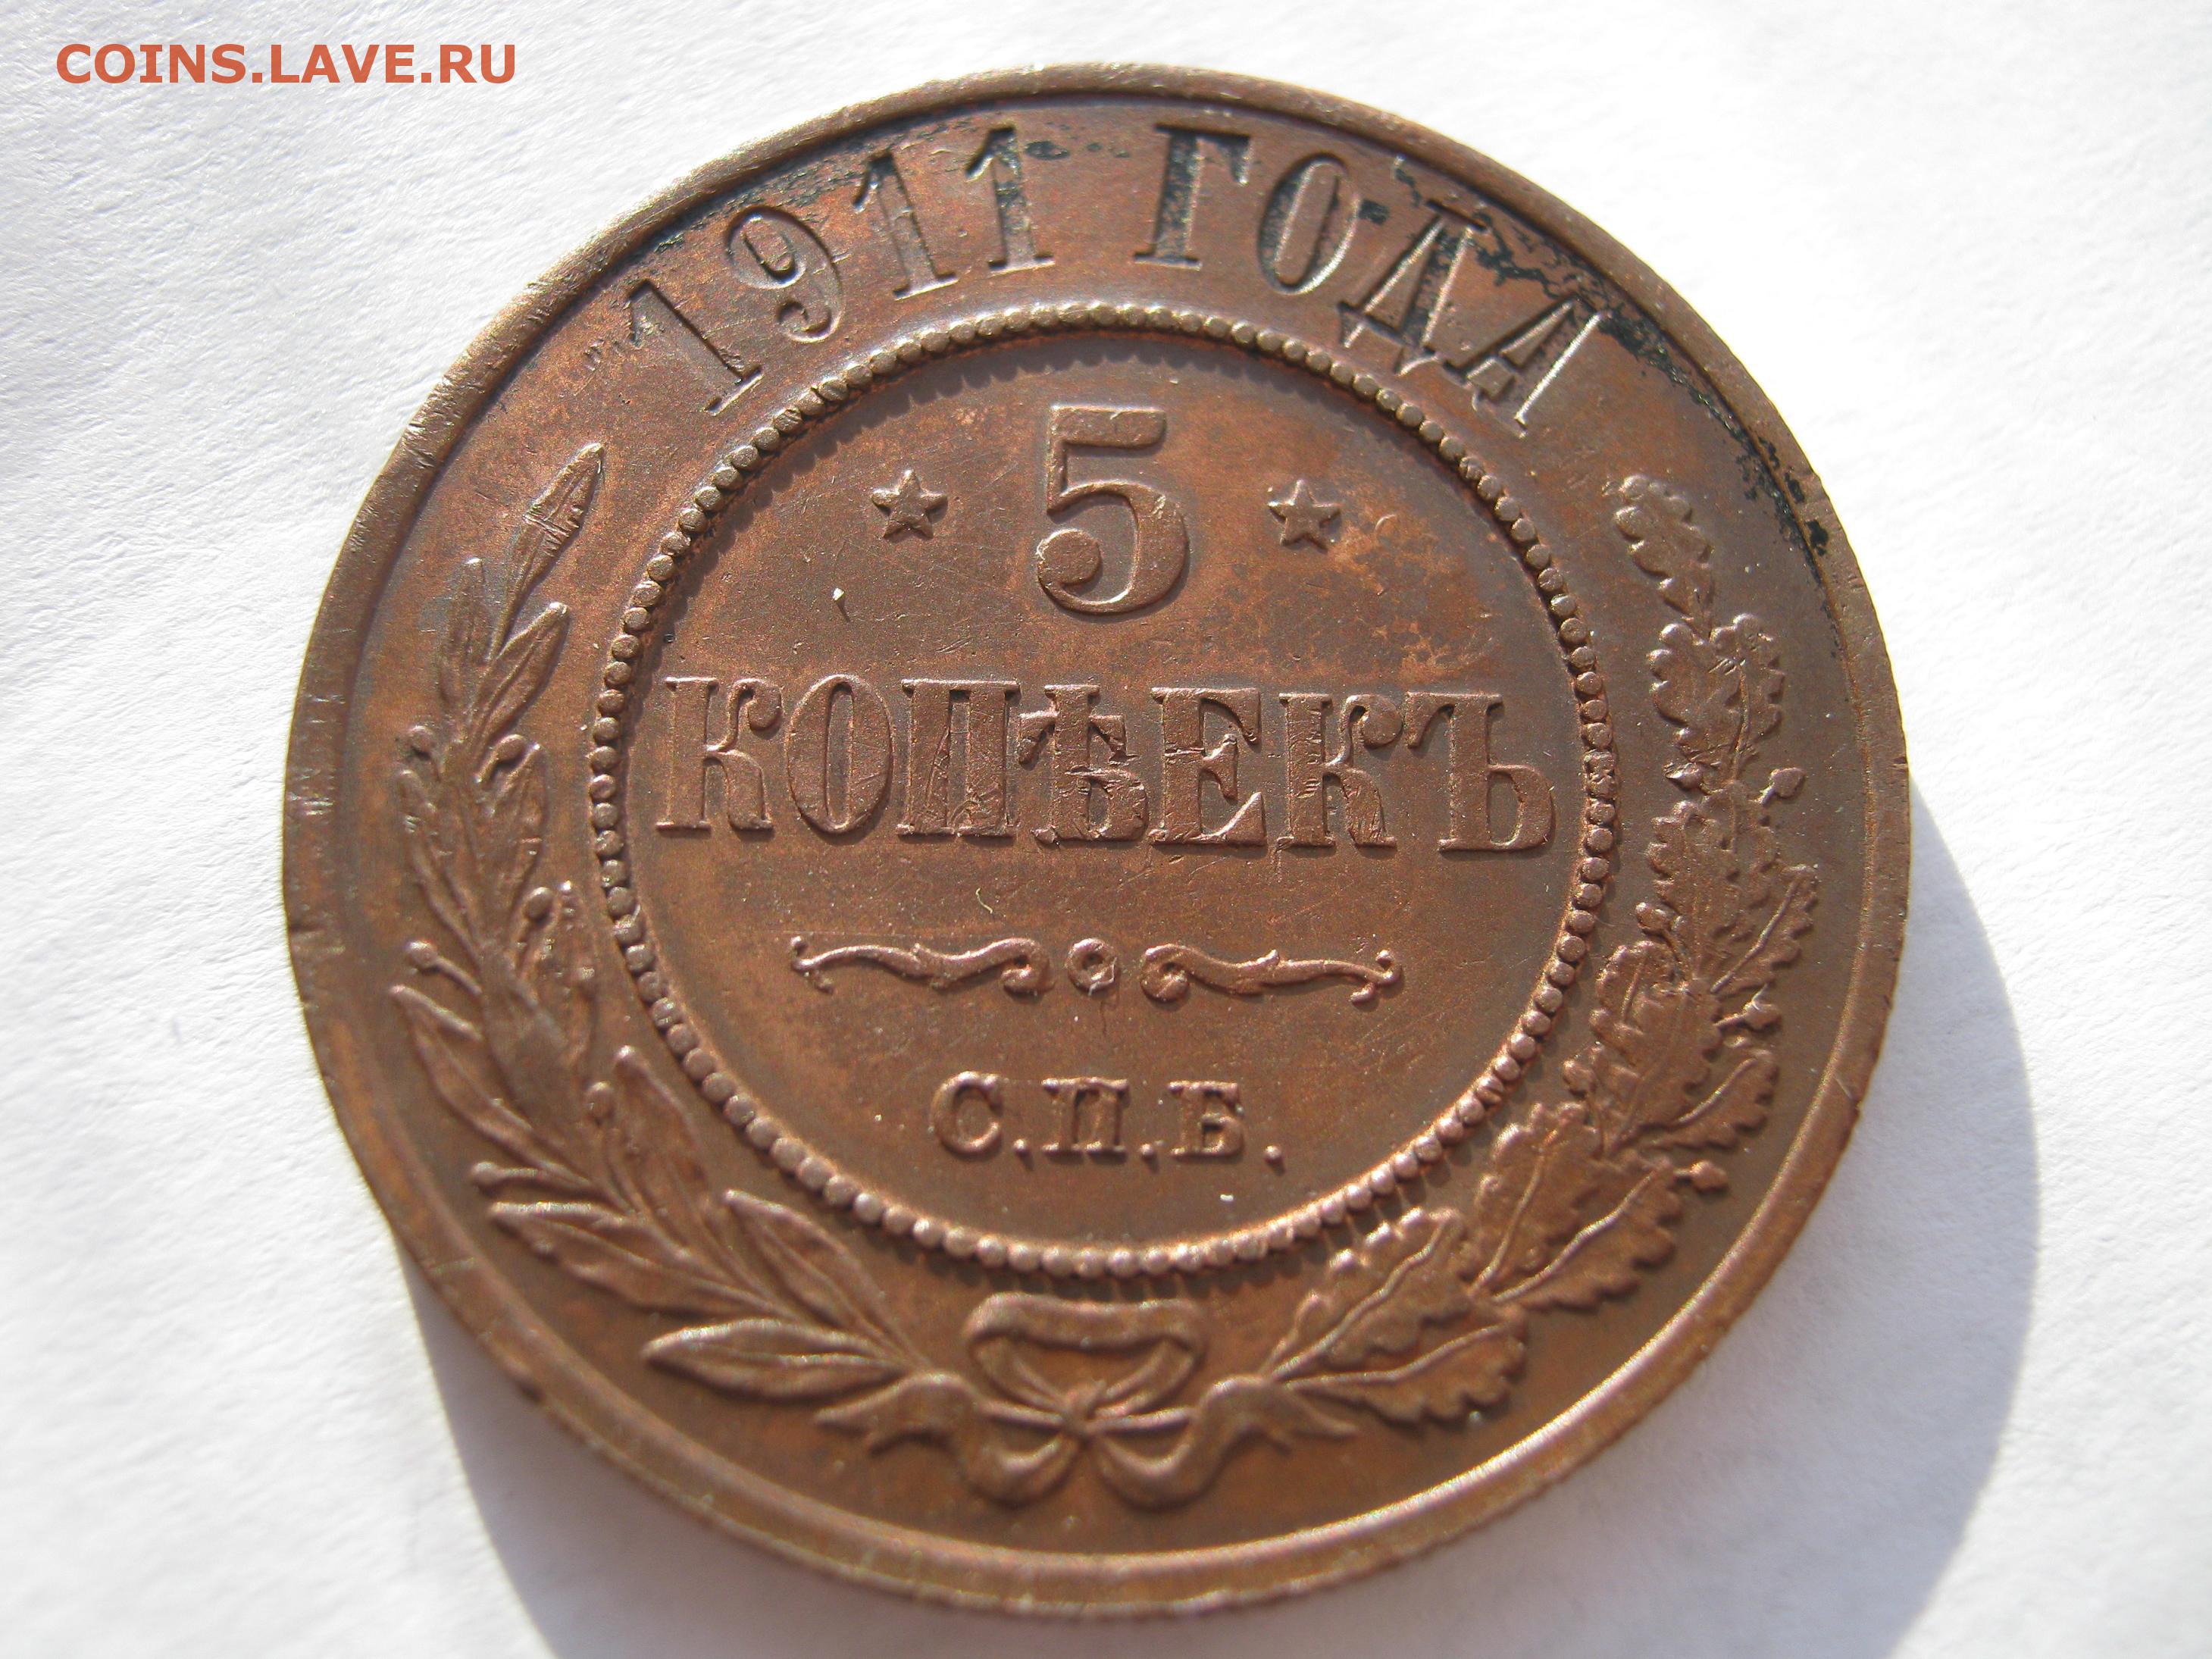 COINS.LAVE.RU
1911 ГОДА
5
КОПѢЕКЪ
С.П.Б.